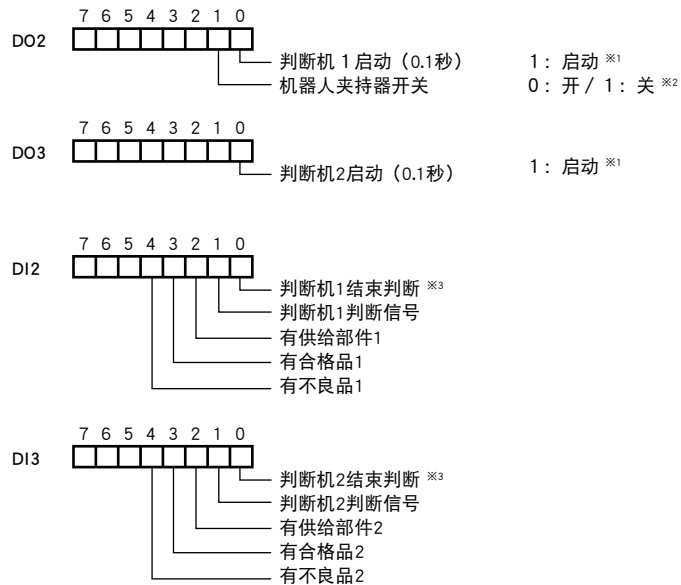 7 6 5 4 3 2 1 0
DO2
判断机 1 启动（0.1秒） 1：启动 ※1
机器人夹持器开关 0：开 / 1：关 ※2
7 6 5 4 3 2 1 0
DO3
判断机2启动（0.1秒） 1：启动 ※1
7 6 5 4 3 2 1 0
DI2
判断机1结束判断 ※3
判断机1判断信号
有供给部件1
有合格品1
有不良品1
7 6 5 4 3 2 1 0
DI3
判断机2结束判断 ※3
判断机2判断信号
有供给部件2
有合格品2
有不良品2